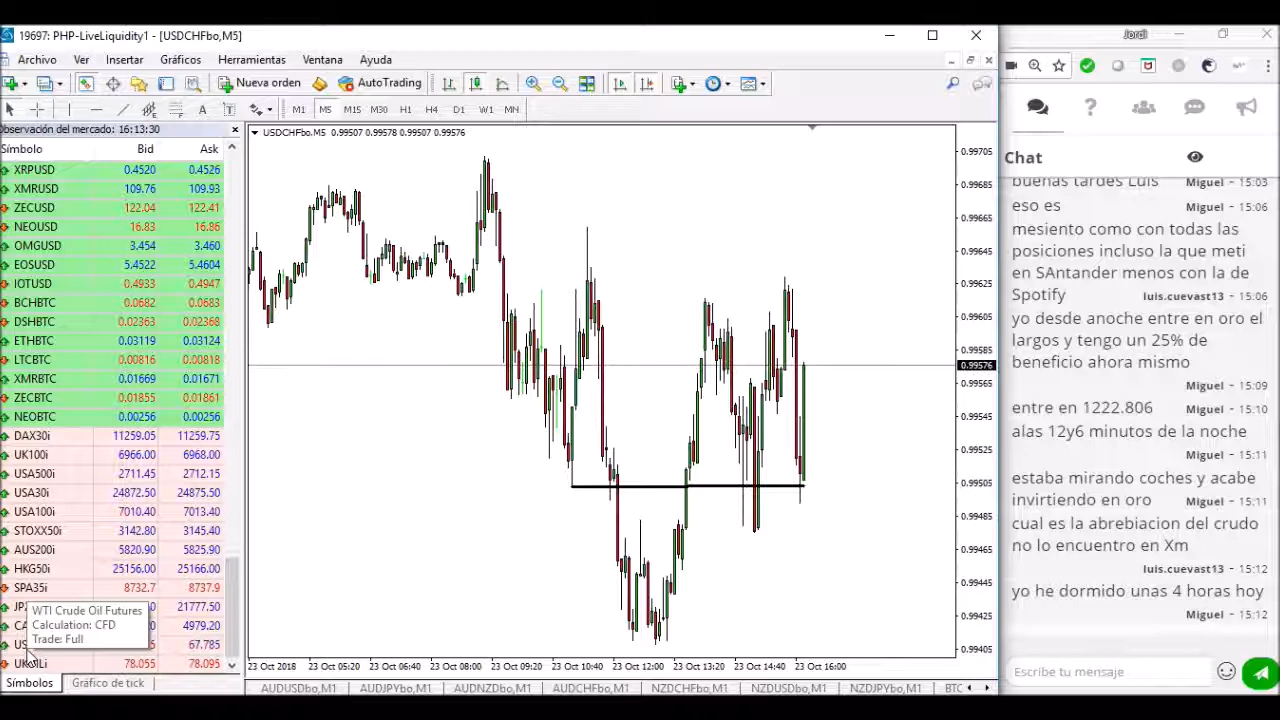 19697: PHP-LiveLiquidity1 - [USDCHFbo,M5]
Archivo Ver Insertar Gráficos Herramientas Ventana Ayuda
Nueva orden AutoTrading
M1 M5 M15 M30 H1 H4 D1 W1 MN
Observación del mercado: 16:13:30
Símbolo Bid Ask
XRPUSD 0.4520 0.4526
XMRUSD 109.76 109.93
ZECUSD 122.04 122.41
NEOUSD 16.83 16.86
OMGUSD 3.454 3.460
EOSUSD 5.4522 5.4604
IOTUSD 0.4933 0.4947
BCHBTC 0.0682 0.0683
DSHBTC 0.02363 0.02368
ETHBTC 0.03119 0.03124
LTCBTC 0.00816 0.00818
XMRBTC 0.01669 0.01671
ZECBTC 0.01855 0.01861
NEOBTC 0.00256 0.00256
DAX30i 11259.05 11259.75
UK100i 6966.00 6968.00
USA500i 2711.45 2712.15
USA30i 24872.50 24875.50
USA100i 7010.40 7013.40
STOXX50i 3142.80 3145.40
AUS200i 5820.90 5825.90
HKG50i 25156.00 25166.00
SPA35i 8732.7 8737.9
21777.50
4979.20
67.785
78.055 78.095
WTI Crude Oil Futures
Calculation: CFD
Trade: Full
Símbolos Gráfico de tick
USDCHFbo,M5 0.99507 0.99578 0.99507 0.99576
0.99705
0.99685
0.99665
0.99645
0.99625
0.99605
0.99585
0.99576
0.99565
0.99545
0.99525
0.99505
0.99485
0.99465
0.99445
0.99425
0.99405
23 Oct 2018 23 Oct 05:20 23 Oct 06:40 23 Oct 08:00 23 Oct 09:20 23 Oct 10:40 23 Oct 12:00 23 Oct 13:20 23 Oct 14:40 23 Oct 16:00
AUDUSDbo,M1 AUDJPYbo,M1 AUDNZDbo,M1 AUDCHFbo,M1 NZDCHFbo,M1 NZDUSDbo,M1 NZDJPYbo,M1 BTC
Jordi
Chat
buenas tardes Luis Miguel - 15:03
eso es Miguel - 15:06
mesiento como con todas las
posiciones incluso la que meti
en SAntander menos con la de
Spotify luis.cuevast13 - 15:06
yo desde anoche entre en oro el
largos y tengo un 25% de
beneficio ahora mismo
Miguel - 15:09
entre en 1222.806 Miguel - 15:10
alas 12y6 minutos de la noche
Miguel - 15:11
estaba mirando coches y acabe
invirtiendo en oro Miguel - 15:11
cual es la abrebiacion del crudo
no lo encuentro en Xm
luis.cuevast13 - 15:12
yo he dormido unas 4 horas hoy
Miguel - 15:12
Escribe tu mensaje